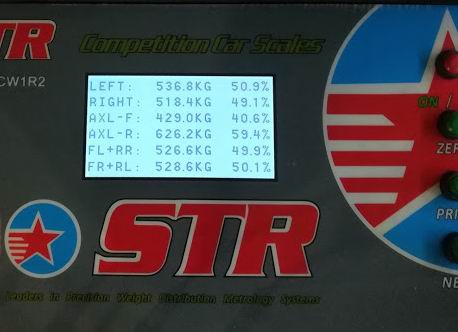 STR
Competition Car Scales
CW1R2
LEFT: 536.8KG 50.9%
RIGHT: 518.4KG 49.1%
AXL-F: 429.0KG 40.6%
AXL-R: 626.2KG 59.4%
FL+RR: 526.6KG 49.9%
FR+RL: 528.6KG 50.1%
ON /
ZER
PRI
NE
STR
Leaders in Precision Weight Distribution Metrology Systems